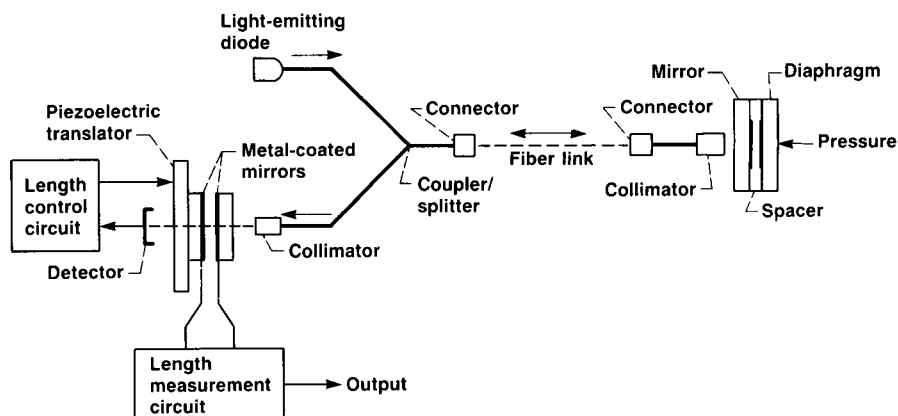 Light-emitting
diode
Mirror
Diaphragm
Piezoelectric
translator
Connector
Connector
Metal-coated
mirrors
Pressure
Fiber link
Length
control
circuit
Coupler/
splitter
Collimator
Spacer
Collimator
Detector
Length
measurement
circuit
Output